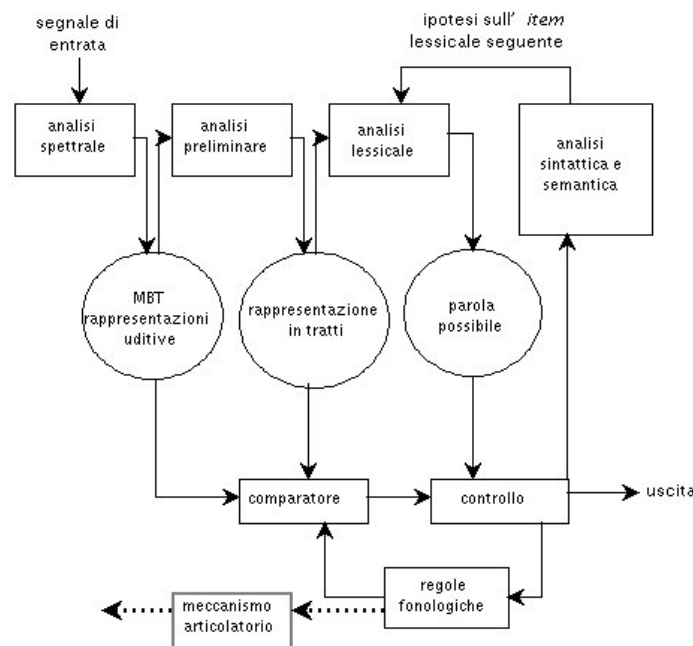 segnale di
entrata
ipotesi sull' item
lessicale seguente
analisi
spettrale
analisi
preliminare
analisi
lessicale
analisi
sintattica e
semantica
MBT
rappresentazioni
uditive
rappresentazione
in tratti
parola
possibile
comparatore
controllo
uscita
regole
fonologiche
meccanismo
articolatorio